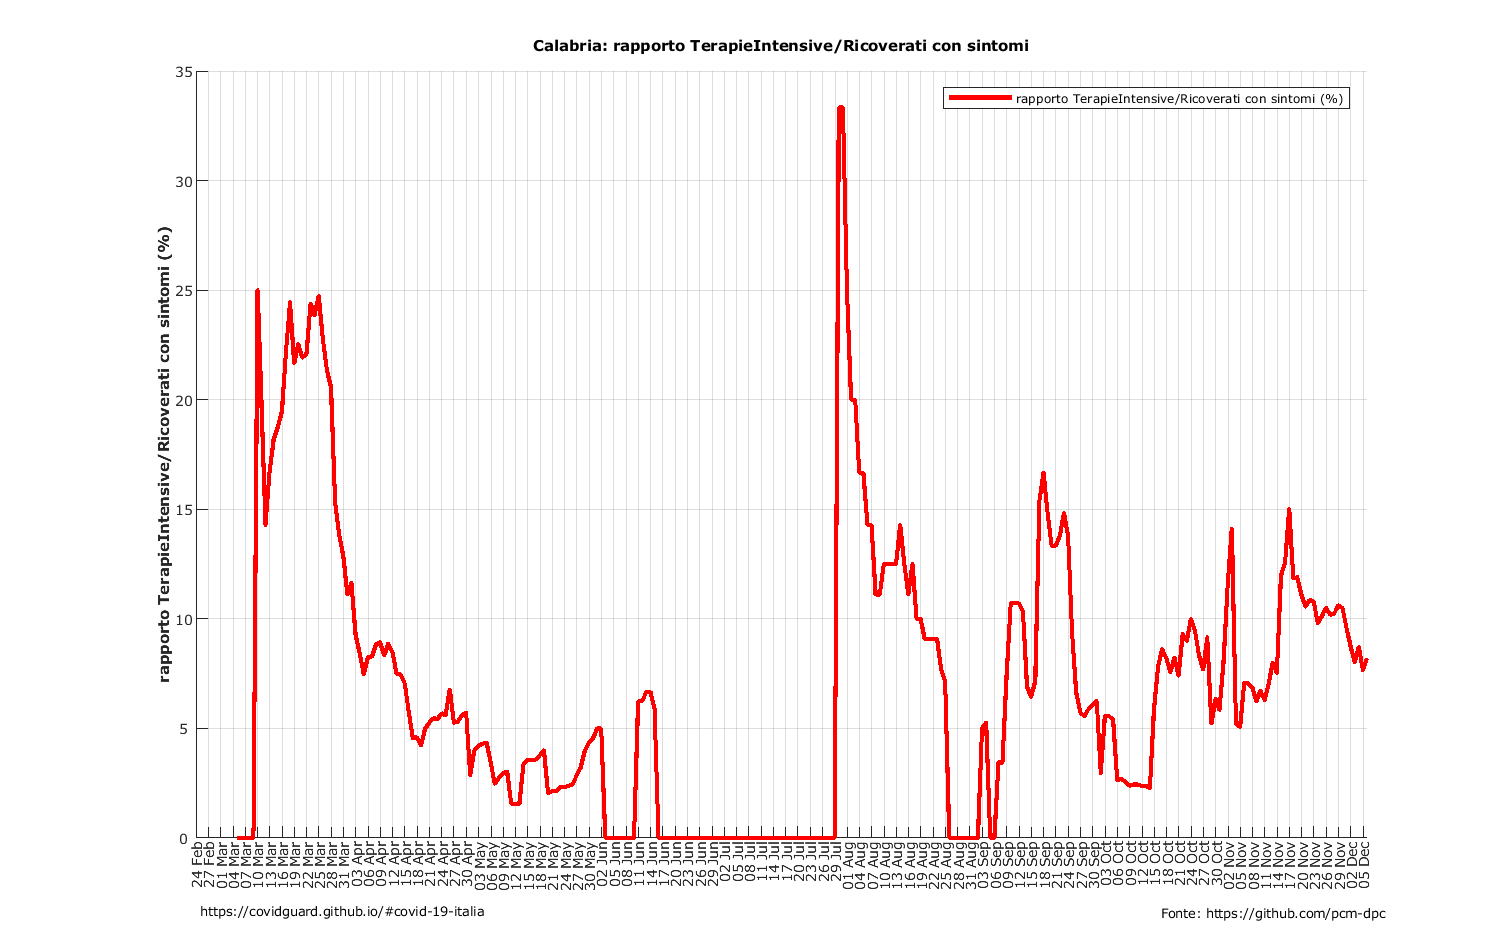 Calabria: rapporto TerapieIntensive/Ricoverati con sintomi
rapporto TerapieIntensive/Ricoverati con sintomi (%)
rapporto TerapieIntensive/Ricoverati con sintomi (%)
35
30
25
20
15
10
5
0
24 Feb
27 Feb
01 Mar
04 Mar
07 Mar
10 Mar
13 Mar
16 Mar
19 Mar
22 Mar
25 Mar
28 Mar
31 Mar
03 Apr
06 Apr
09 Apr
12 Apr
15 Apr
18 Apr
21 Apr
24 Apr
27 Apr
30 Apr
03 May
06 May
09 May
12 May
15 May
18 May
21 May
24 May
27 May
30 May
02 Jun
05 Jun
08 Jun
11 Jun
14 Jun
17 Jun
20 Jun
23 Jun
26 Jun
29 Jun
02 Jul
05 Jul
08 Jul
11 Jul
14 Jul
17 Jul
20 Jul
23 Jul
26 Jul
29 Jul
01 Aug
04 Aug
07 Aug
10 Aug
13 Aug
16 Aug
19 Aug
22 Aug
25 Aug
28 Aug
31 Aug
03 Sep
06 Sep
09 Sep
12 Sep
15 Sep
18 Sep
21 Sep
24 Sep
27 Sep
30 Sep
03 Oct
06 Oct
09 Oct
12 Oct
15 Oct
18 Oct
21 Oct
24 Oct
27 Oct
30 Oct
02 Nov
05 Nov
08 Nov
11 Nov
14 Nov
17 Nov
20 Nov
23 Nov
26 Nov
29 Nov
02 Dec
05 Dec
https://covidguard.github.io/#covid-19-italia
Fonte: https://github.com/pcm-dpc